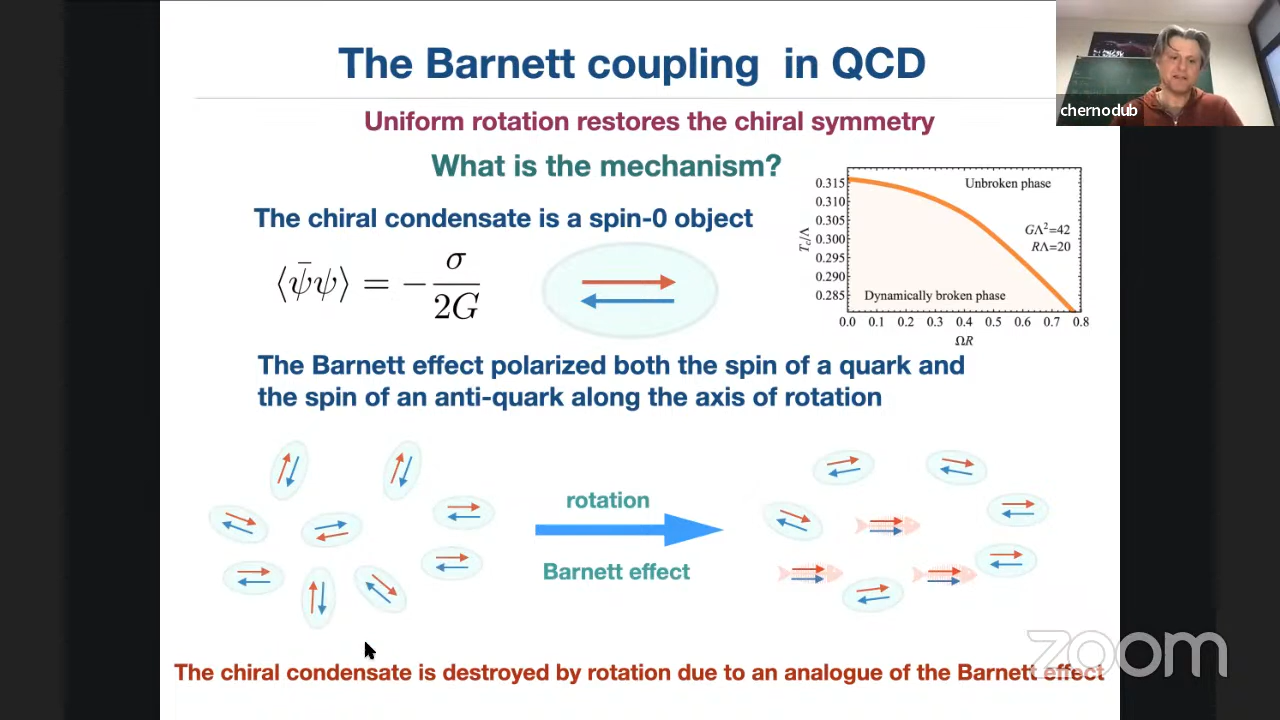 The Barnett coupling in QCD
chernodub
Uniform rotation restores the chiral symmetry
What is the mechanism?
The chiral condensate is a spin-0 object
⟨ψ̄ψ⟩ = − σ / 2G
0.315
0.310
0.305
0.300
0.295
0.290
0.285
T_c/Λ
Unbroken phase
GΛ²=42
RΛ=20
Dynamically broken phase
0.0 0.1 0.2 0.3 0.4 0.5 0.6 0.7 0.8
ΩR
The Barnett effect polarized both the spin of a quark and
the spin of an anti-quark along the axis of rotation
rotation
Barnett effect
The chiral condensate is destroyed by rotation due to an analogue of the Barnett effect
zoom